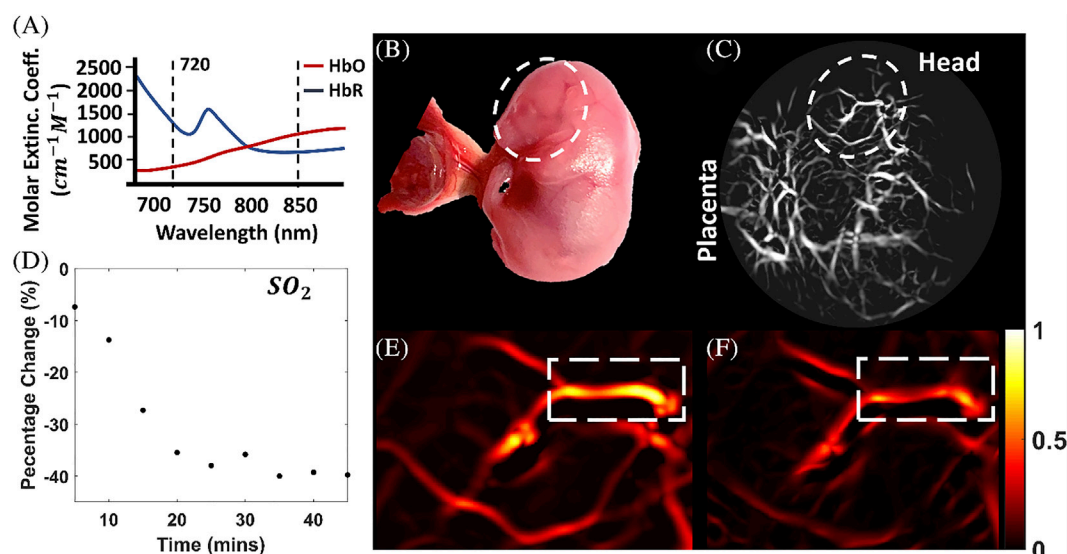 (A)
Molar Extinc. Coeff.
(cm⁻¹M⁻¹)
2500
2000
1500
1000
500
720
HbO
HbR
700 750 800 850
Wavelength (nm)
(B)
(C)
Head
Placenta
(D)
SO₂
Pecentage Change (%)
0
-10
-20
-30
-40
10 20 30 40
Time (mins)
(E)
(F)
1
0.5
0